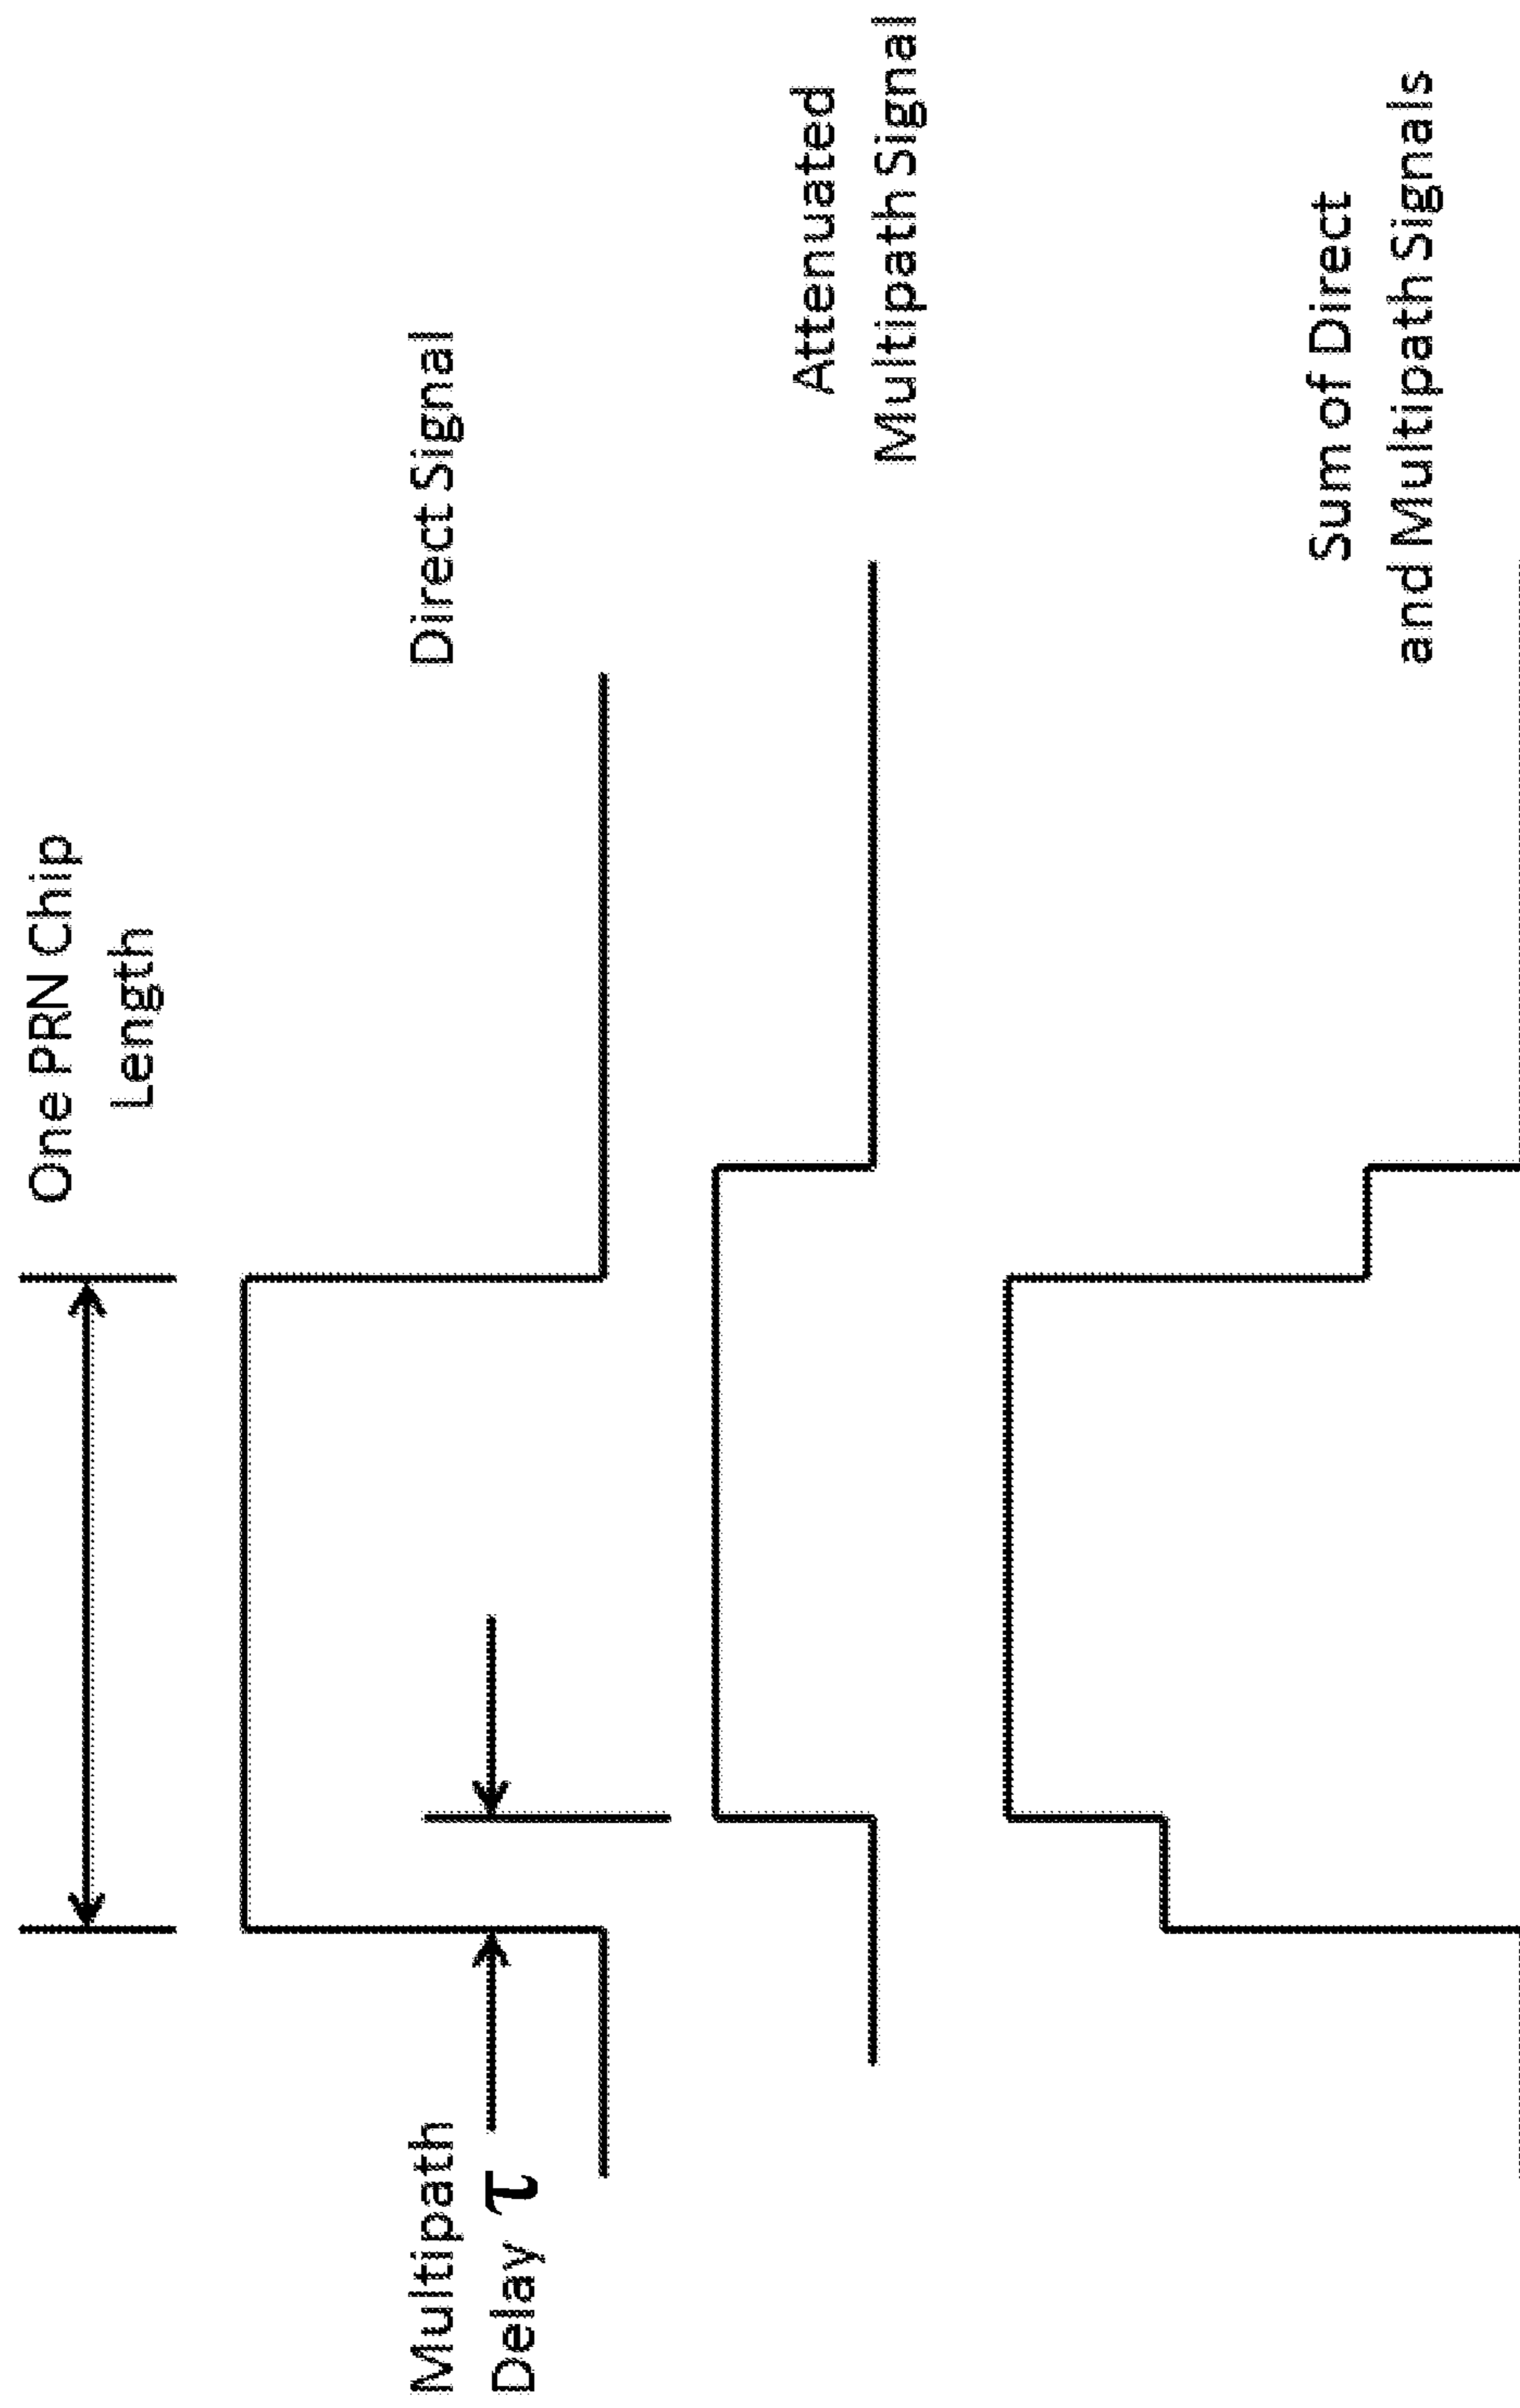 One PRN Chip
Length
Direct Signal
Multipath
Delay τ
Attenuated
Multipath Signal
Sum of Direct
and Multipath Signals